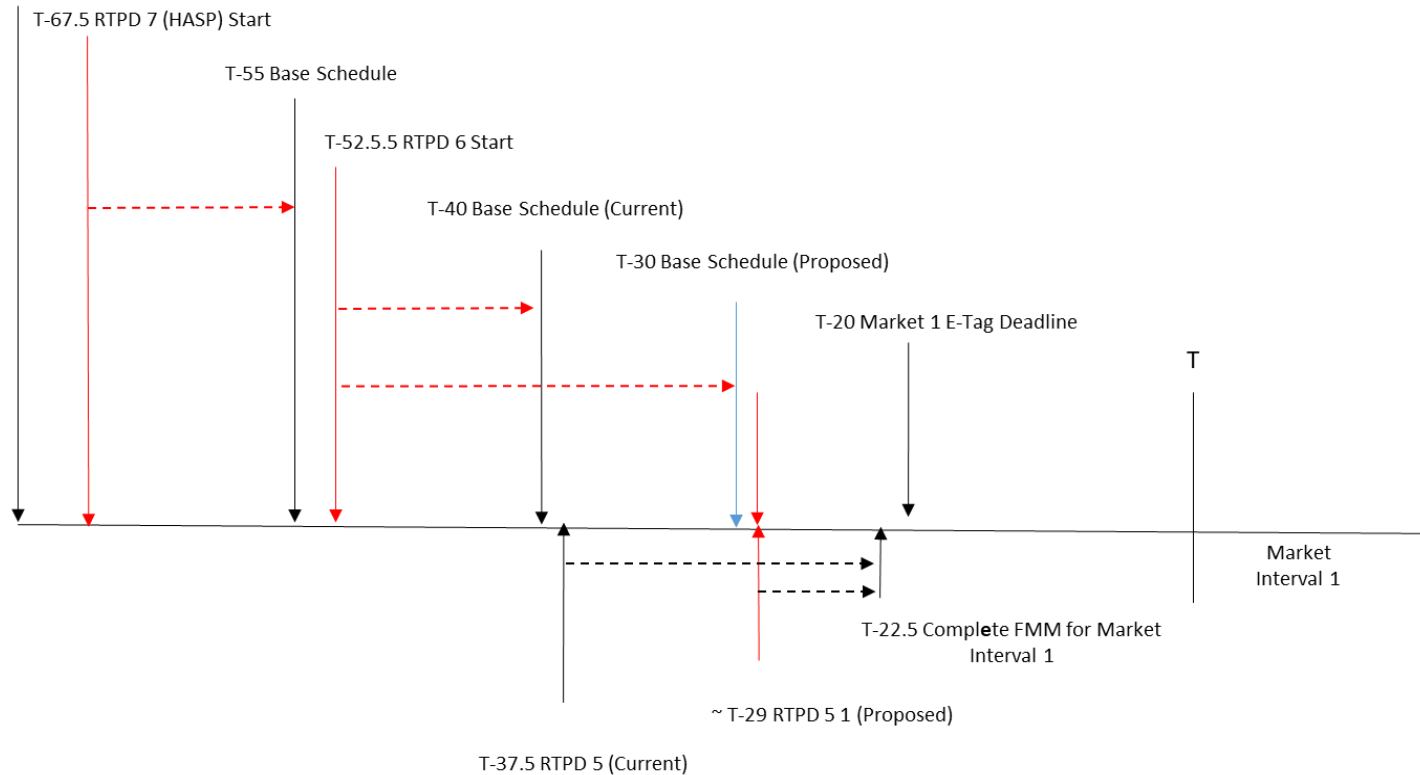 T-67.5 RTPD 7 (HASP) Start
T-55 Base Schedule
T-52.5.5 RTPD 6 Start
T-40 Base Schedule (Current)
T-30 Base Schedule (Proposed)
T-20 Market 1 E-Tag Deadline
T
Market
Interval 1
T-22.5 Complete FMM for Market
Interval 1
~ T-29 RTPD 5 1 (Proposed)
T-37.5 RTPD 5 (Current)